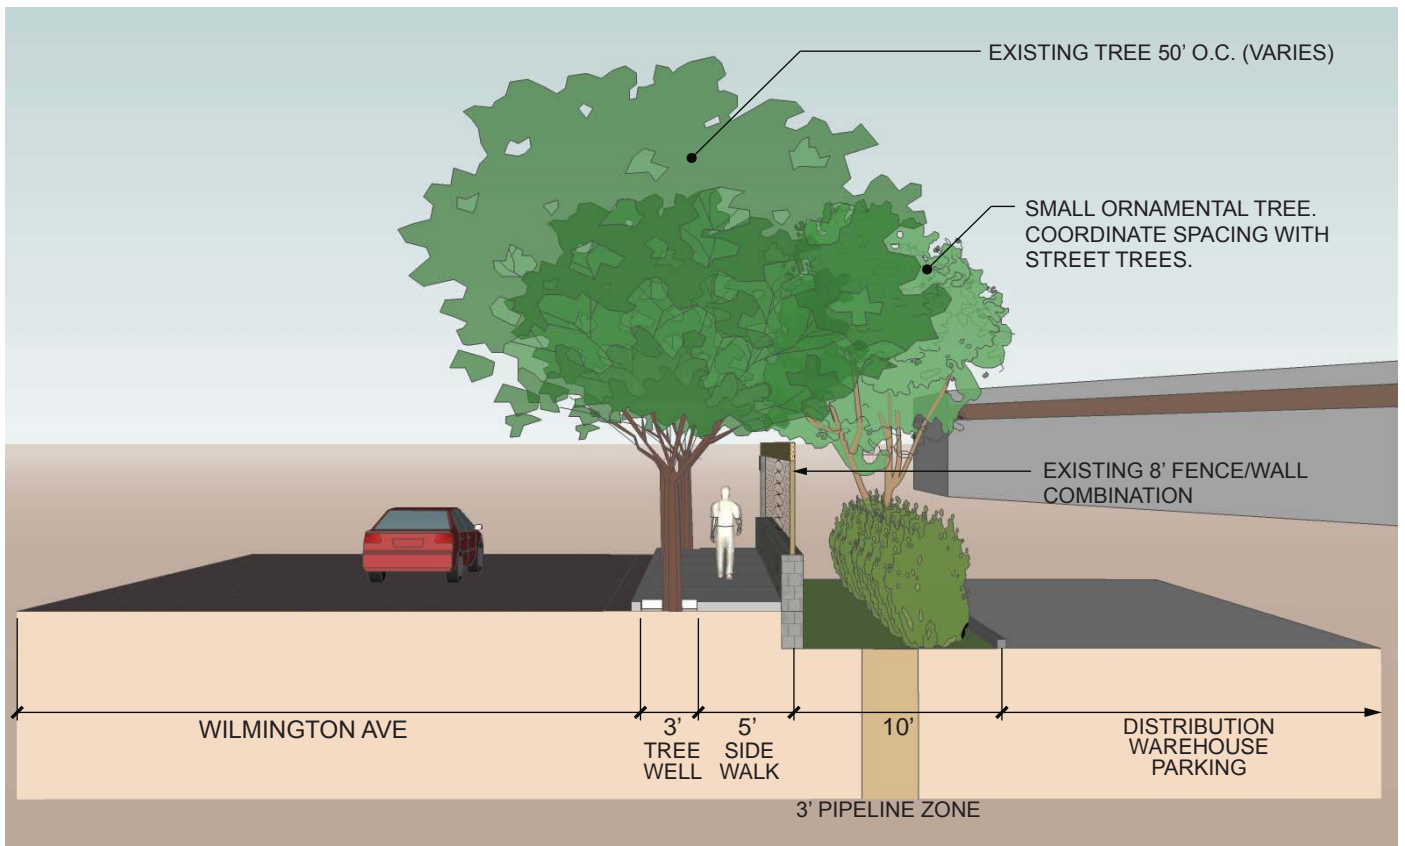 EXISTING TREE 50’ O.C. (VARIES)
SMALL ORNAMENTAL TREE.
COORDINATE SPACING WITH
STREET TREES.
EXISTING 8’ FENCE/WALL
COMBINATION
WILMINGTON AVE
3’
TREE
WELL
5’
SIDE
WALK
10’
DISTRIBUTION
WAREHOUSE
PARKING
3’ PIPELINE ZONE